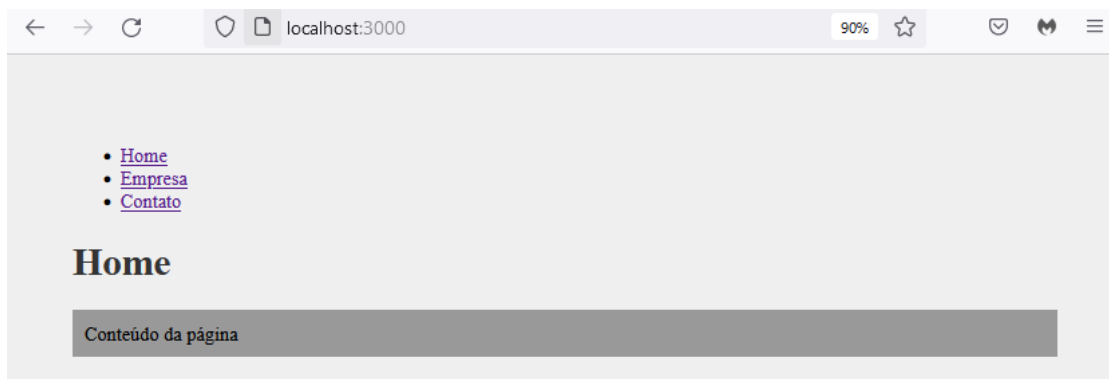 localhost:3000
90%
Home
Empresa
Contato
Home
Conteúdo da página